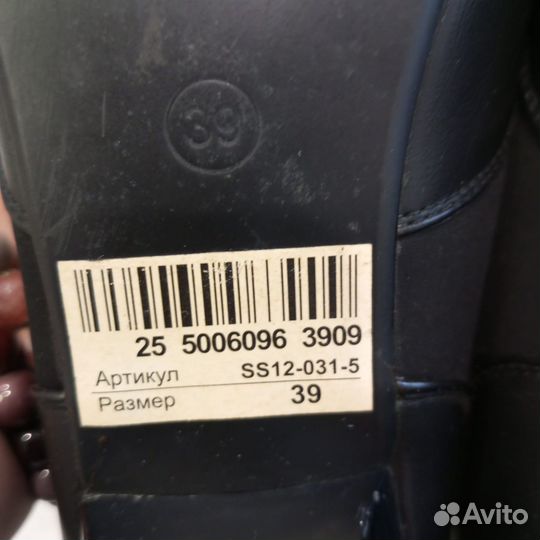 39
25 5006096 3909
Артикул SS12-031-5
Размер 39
Avito